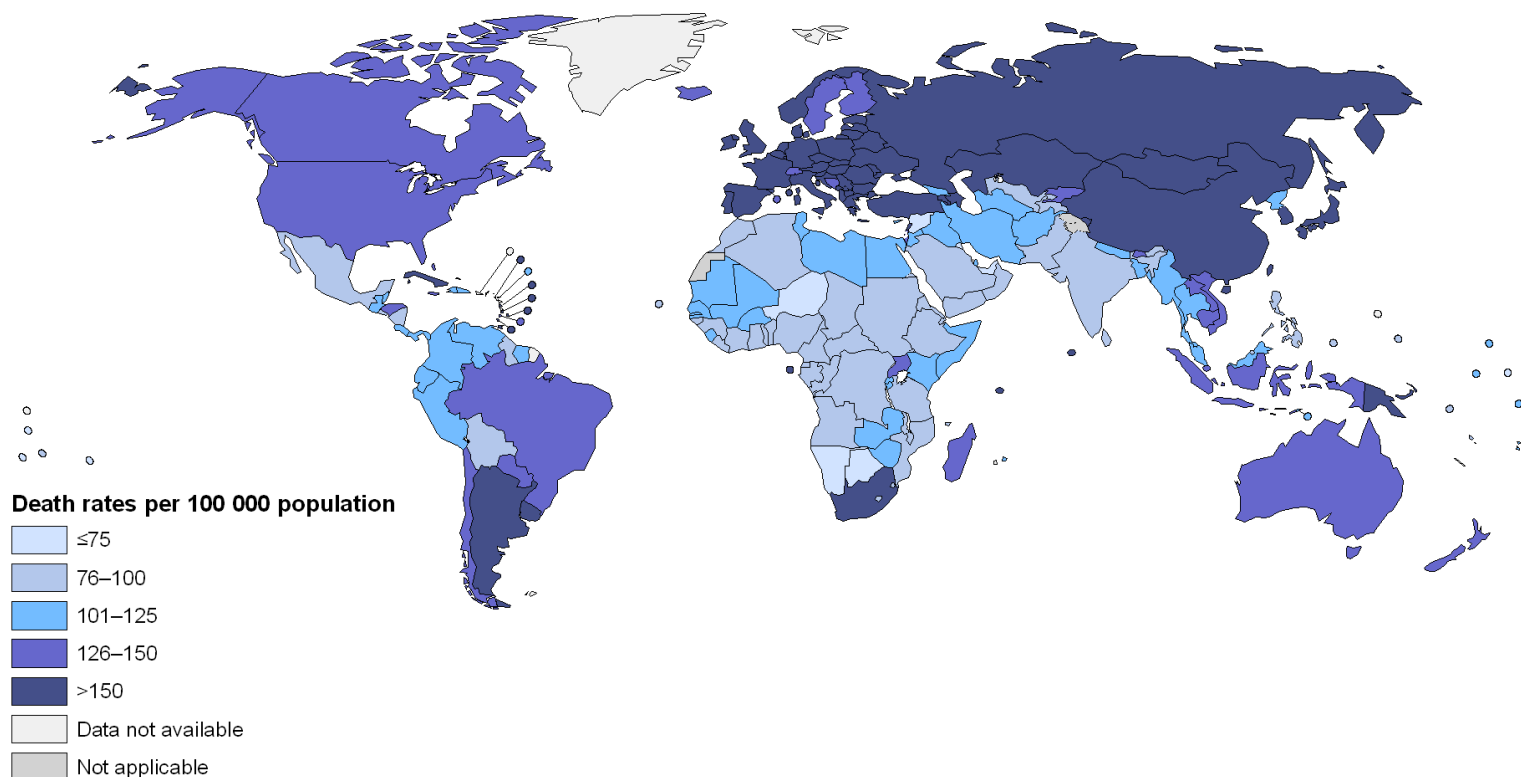 Death rates per 100 000 population
≤75
76–100
101–125
126–150
>150
Data not available
Not applicable